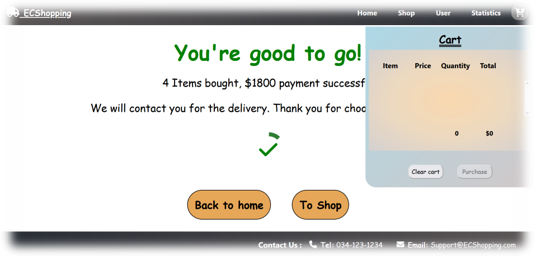 ECShopping Home Shop User Statistics
Cart
You're good to go!
Item Price Quantity Total
4 Items bought, $1800 payment
We will contact you for the delivery. Thank you for
0 $0
Clear cart Purchase
Back to home To Shop
Contact Us : Tel: 034-123-1234 Email: Support@ECShopping.com